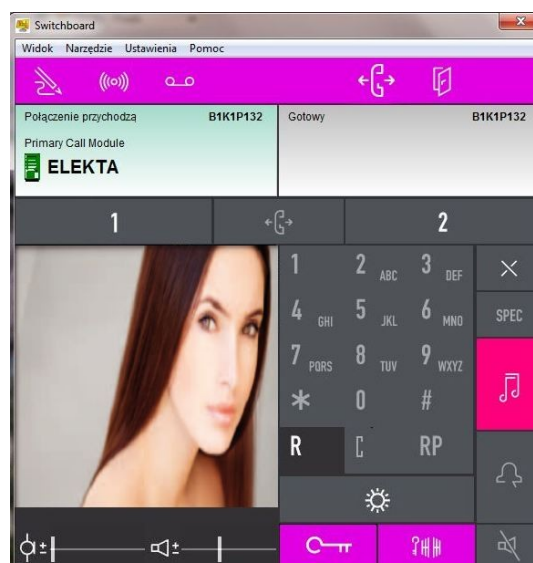 Switchboard
Widok Narzędzie Ustawienia Pomoc
Połączenie przychodzą B1K1P132
Primary Call Module
ELEKTA
Gotowy B1K1P132
1 2
1 2 ABC 3 DEF
4 GHI 5 JKL 6 MNO SPEC
7 PQRS 8 TUV 9 WXYZ
* 0 #
R C RP